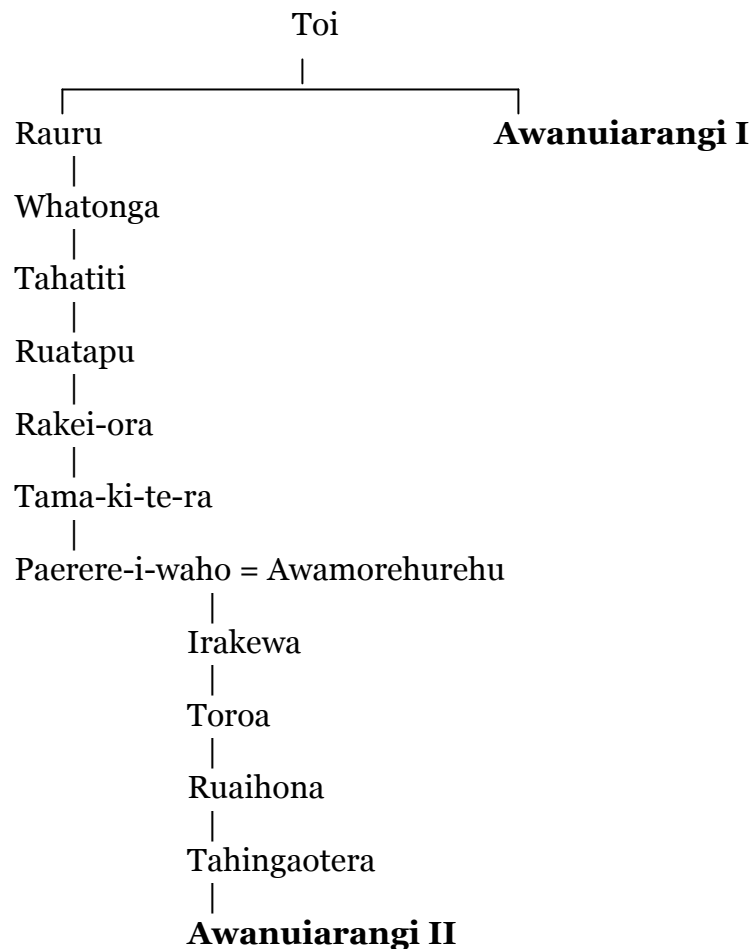 Toi
Rauru Awanuiarangi I
Whatonga
Tahatiti
Ruatapu
Rakei-ora
Tama-ki-te-ra
Paerere-i-waho = Awamorehurehu
Irakewa
Toroa
Ruaihona
Tahingaotera
Awanuiarangi II